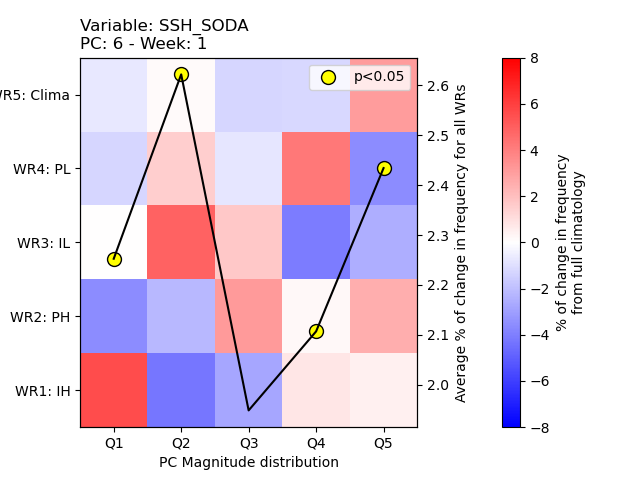 Variable: SSH_SODA
PC: 6 - Week: 1
p<0.05
WR5: Clima
WR4: PL
WR3: IL
WR2: PH
WR1: IH
Q1 Q2 Q3 Q4 Q5
PC Magnitude distribution
2.6
2.5
2.4
2.3
2.2
2.1
2.0
Average % of change in frequency for all WRs
8
6
4
2
0
−2
−4
−6
−8
% of change in frequency
from full climatology